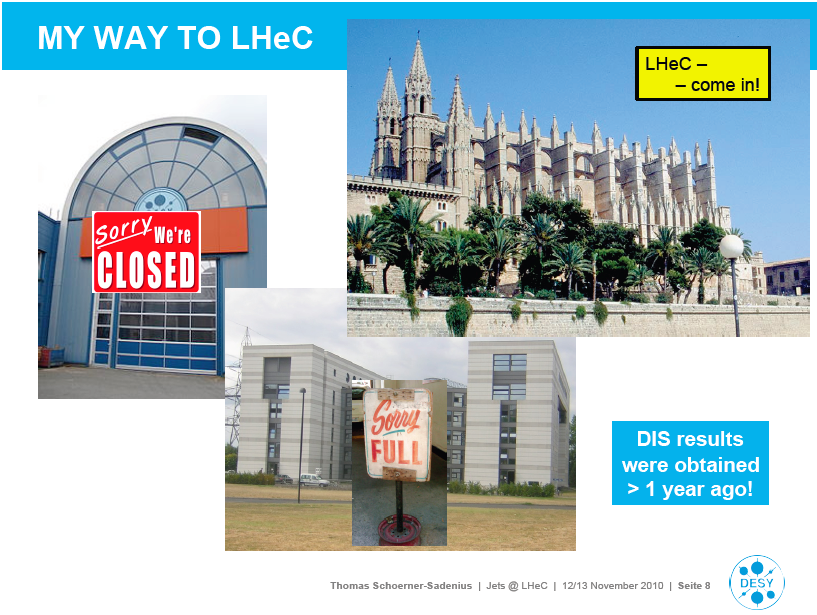 MY WAY TO LHeC
LHeC –
– come in!
DESY
Sorry We're
CLOSED
Sorry
FULL
DIS results
were obtained
> 1 year ago!
Thomas Schoerner-Sadenius | Jets @ LHeC | 12/13 November 2010 | Seite 8
DESY